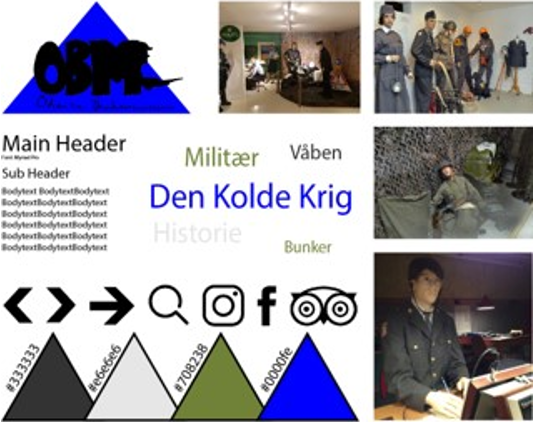 OBM
Main Header
Font: Myriad Pro
Sub Header
Bodytext BodytextBodytext
BodytextBodytextBodytext
BodytextBodytextBodytext
BodytextBodytextBodytext
BodytextBodytextBodytext
BodytextBodytextBodytext
Militær
Våben
Den Kolde Krig
Historie
Bunker
#333333
#e6e6e6
#708238
#0000fe